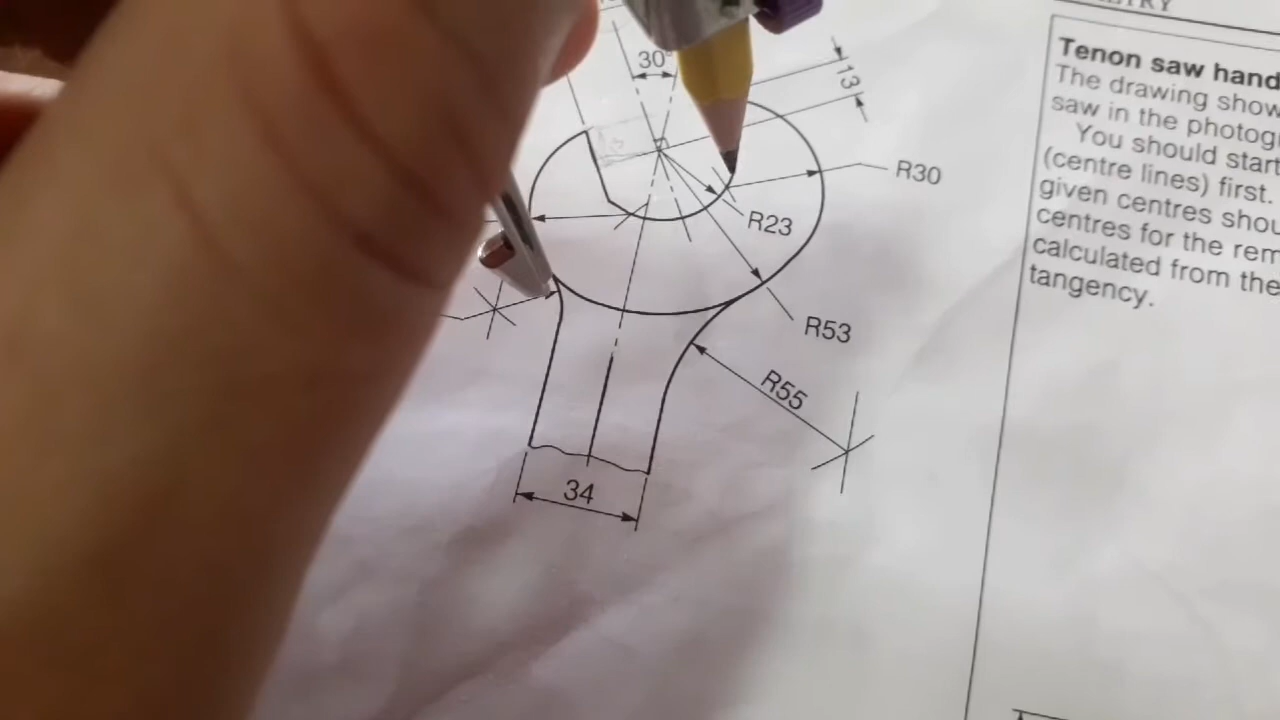 30°
13
R30
R23
R53
R55
34
Tenon saw hand
The drawing show
saw in the photog
You should start
(centre lines) first.
given centres shou
centres for the rem
calculated from the
tangency.